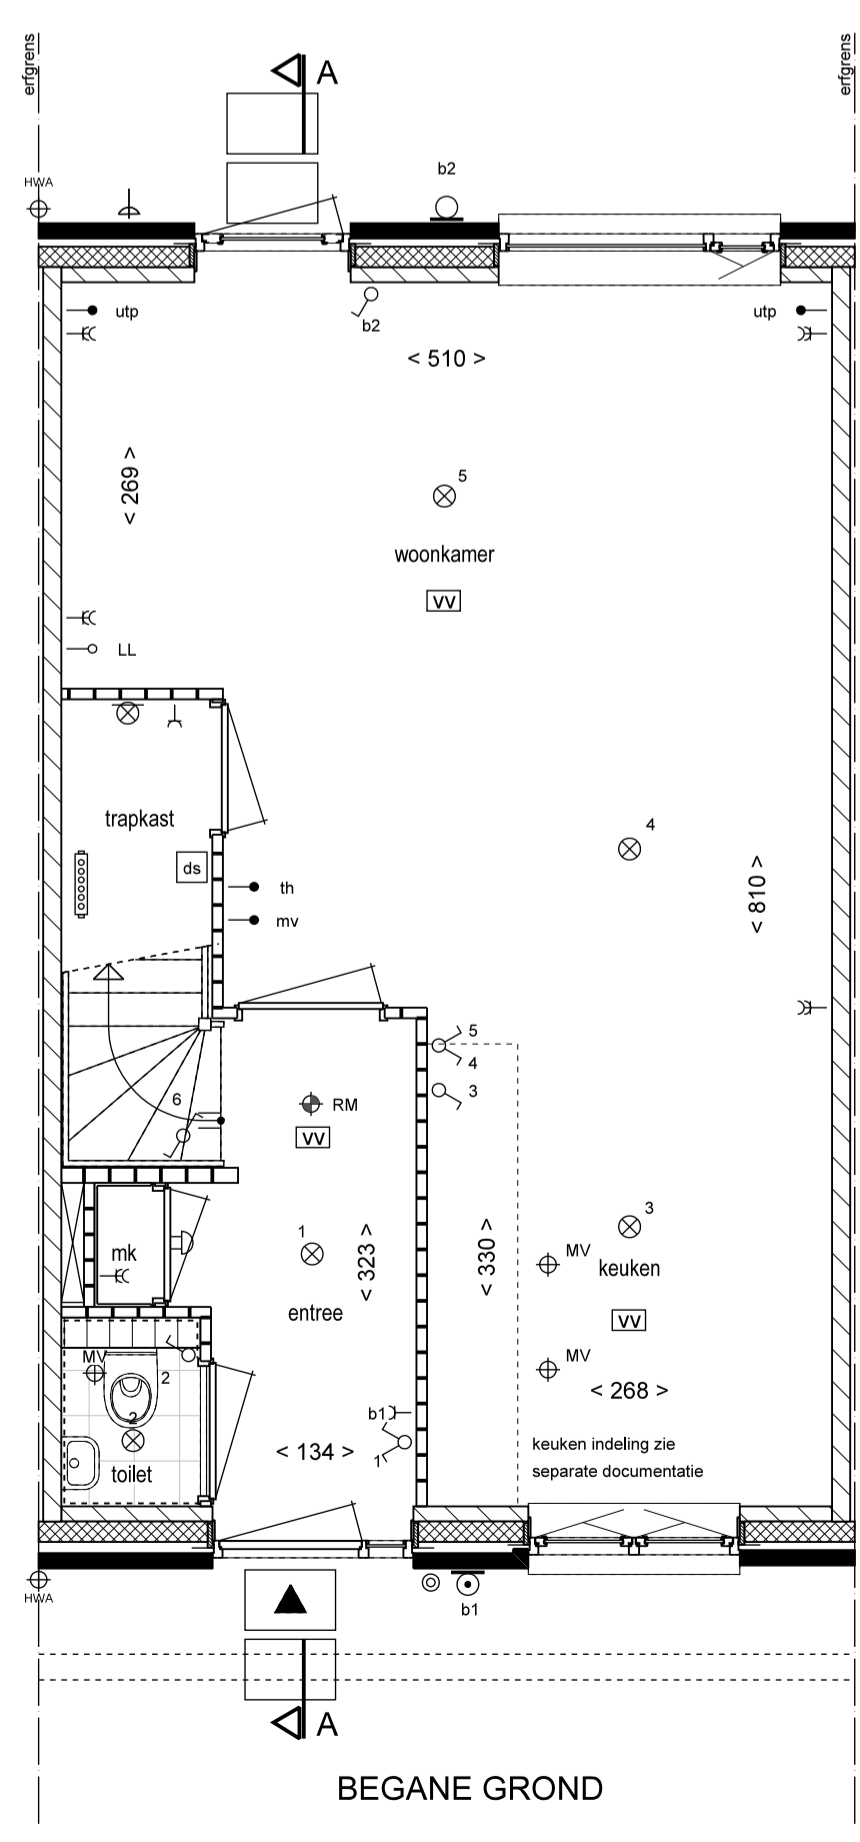 erfgrens
erfgrens
A
HWA
b2
utp
utp
b2
< 510 >
< 269 >
5
woonkamer
VV
LL
trapkast
4
ds
th
mv
< 810 >
5
4
3
6
RM
VV
1
3
MV
keuken
mk
< 323 >
< 330 >
entree
VV
MV
MV
2
< 268 >
b1
2
1
< 134 >
toilet
keuken indeling zie
separate documentatie
HWA
b1
A
BEGANE GROND